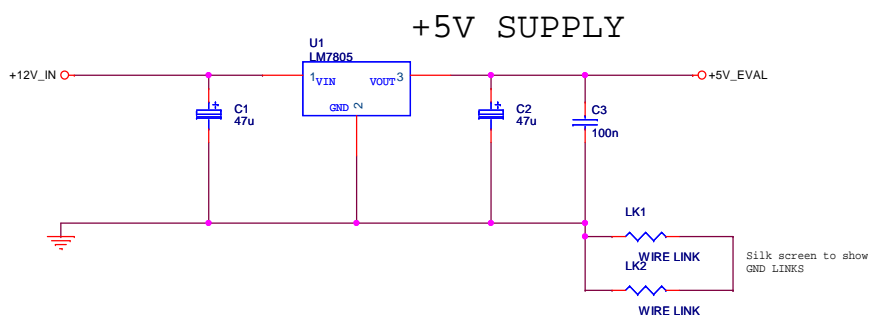 +5V SUPPLY
U1
LM7805
+12V_IN
1
VIN
VOUT
3
+5V_EVAL
GND
2
C1
47u
C2
47u
C3
100n
LK1
WIRE LINK
LK2
WIRE LINK
Silk screen to show
GND LINKS